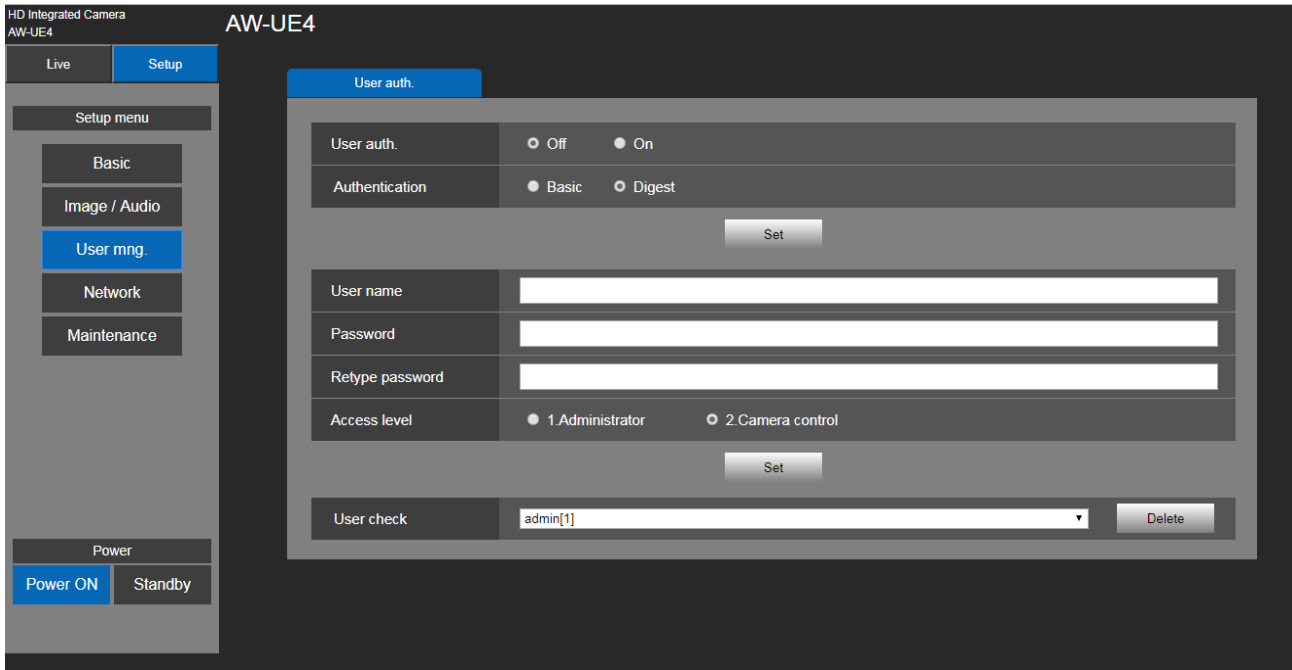 HD Integrated Camera
AW-UE4
AW-UE4
Live Setup
Setup menu
Basic
Image / Audio
User mng.
Network
Maintenance
Power
Power ON Standby
User auth.
User auth. Off On
Authentication Basic Digest
Set
User name
Password
Retype password
Access level 1.Administrator 2.Camera control
Set
User check admin[1] Delete